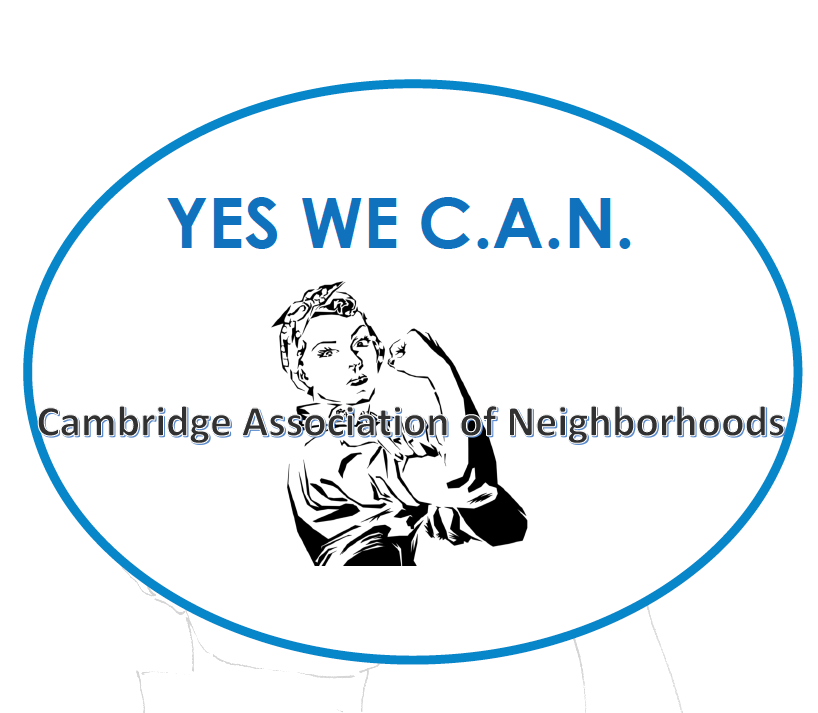 YES WE C.A.N.
Cambridge Association of Neighborhoods